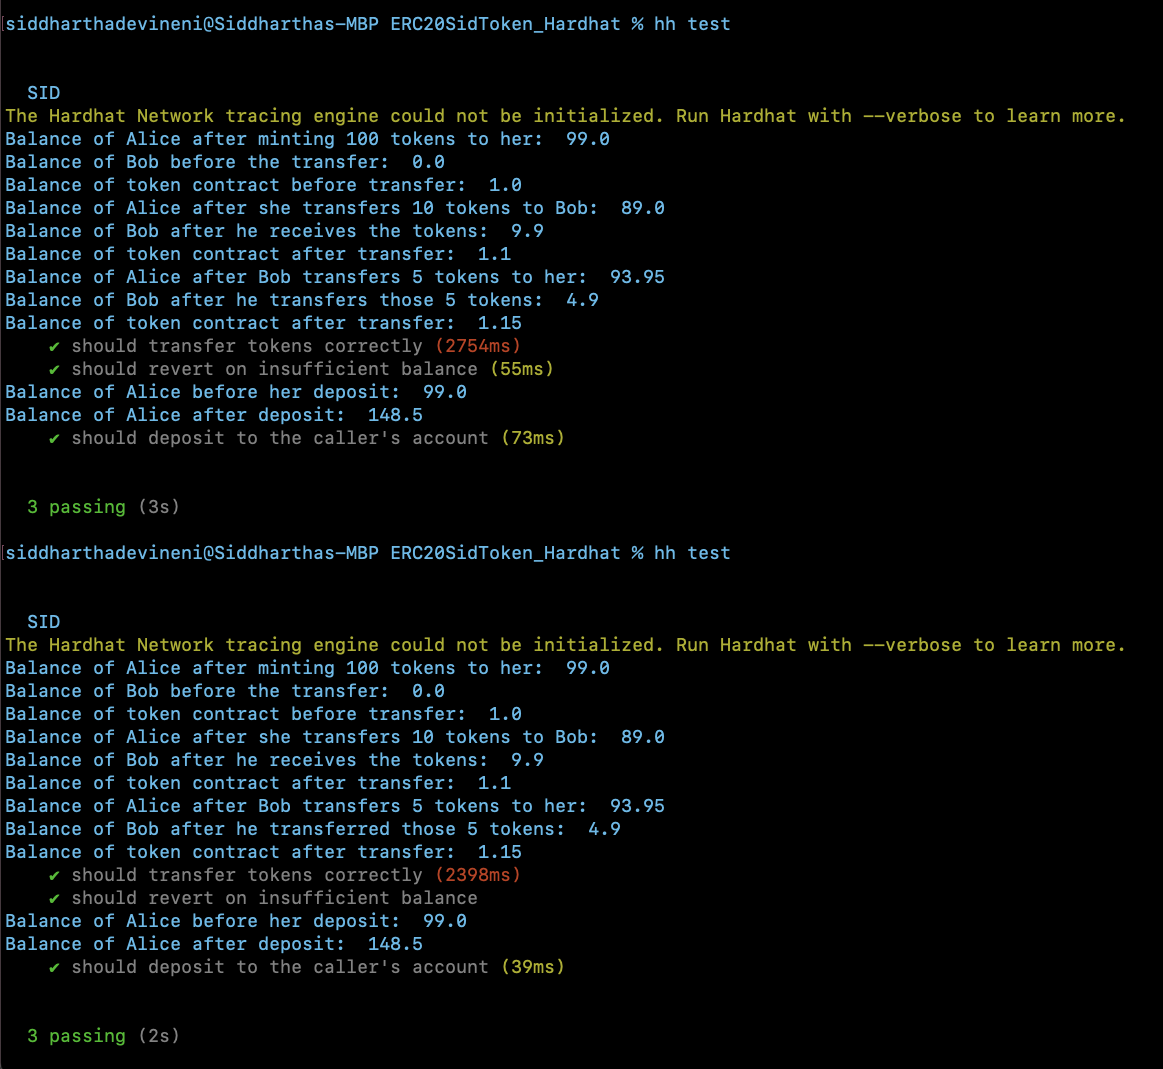 siddharthadevineni@Siddharthas-MBP ERC20SidToken_Hardhat % hh test
SID
The Hardhat Network tracing engine could not be initialized. Run Hardhat with --verbose to learn more.
Balance of Alice after minting 100 tokens to her:  99.0
Balance of Bob before the transfer:  0.0
Balance of token contract before transfer:  1.0
Balance of Alice after she transfers 10 tokens to Bob:  89.0
Balance of Bob after he receives the tokens:  9.9
Balance of token contract after transfer:  1.1
Balance of Alice after Bob transfers 5 tokens to her:  93.95
Balance of Bob after he transfers those 5 tokens:  4.9
Balance of token contract after transfer:  1.15
✔ should transfer tokens correctly (2754ms)
✔ should revert on insufficient balance (55ms)
Balance of Alice before her deposit:  99.0
Balance of Alice after deposit:  148.5
✔ should deposit to the caller's account (73ms)
3 passing (3s)
siddharthadevineni@Siddharthas-MBP ERC20SidToken_Hardhat % hh test
SID
The Hardhat Network tracing engine could not be initialized. Run Hardhat with --verbose to learn more.
Balance of Alice after minting 100 tokens to her:  99.0
Balance of Bob before the transfer:  0.0
Balance of token contract before transfer:  1.0
Balance of Alice after she transfers 10 tokens to Bob:  89.0
Balance of Bob after he receives the tokens:  9.9
Balance of token contract after transfer:  1.1
Balance of Alice after Bob transfers 5 tokens to her:  93.95
Balance of Bob after he transferred those 5 tokens:  4.9
Balance of token contract after transfer:  1.15
✔ should transfer tokens correctly (2398ms)
✔ should revert on insufficient balance
Balance of Alice before her deposit:  99.0
Balance of Alice after deposit:  148.5
✔ should deposit to the caller's account (39ms)
3 passing (2s)